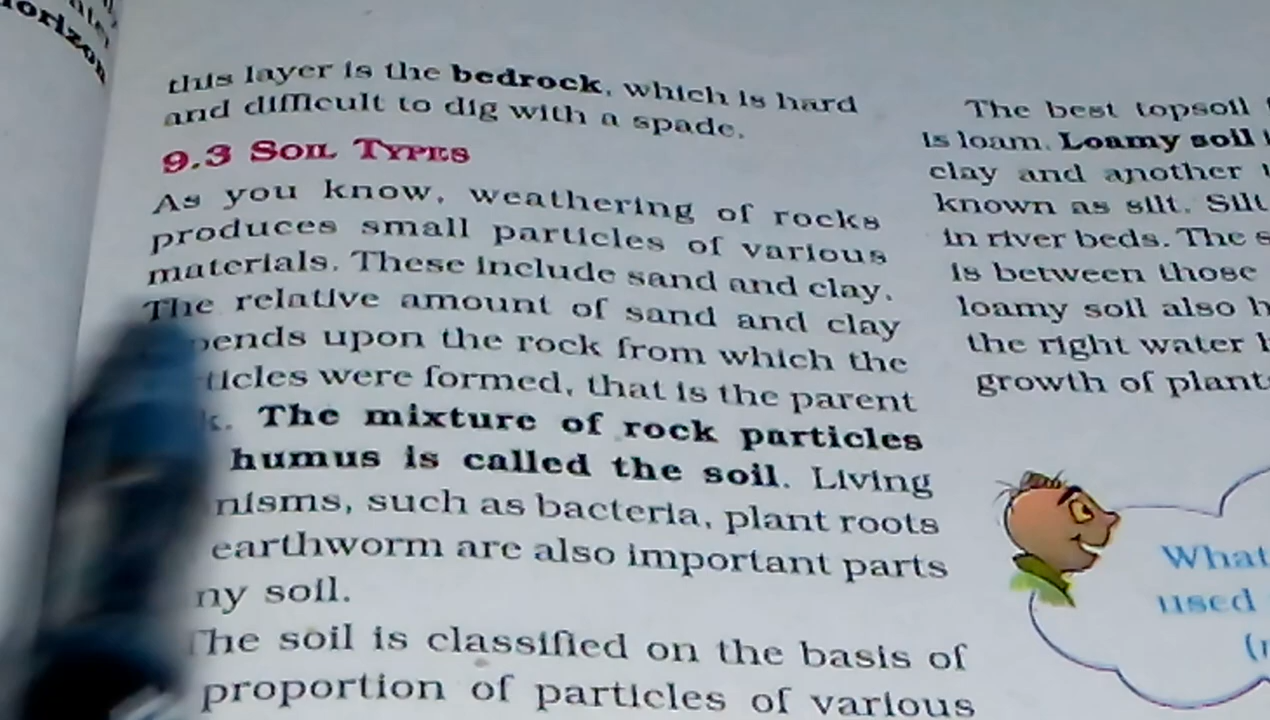 orizon
this layer is the bedrock, which is hard
and difficult to dig with a spade.
9.3 SOIL TYPES
As you know, weathering of rocks
produces small particles of various
materials. These include sand and clay.
The relative amount of sand and clay
pends upon the rock from which the
ticles were formed, that is the parent
k. The mixture of rock particles
humus is called the soil. Living
nisms, such as bacteria, plant roots
earthworm are also important parts
ny soil.
The soil is classified on the basis of
proportion of particles of various
The best topsoil
is loam. Loamy soil
clay and another
known as silt. Silt
in river beds. The s
is between those
loamy soil also h
the right water
growth of plant
What
used